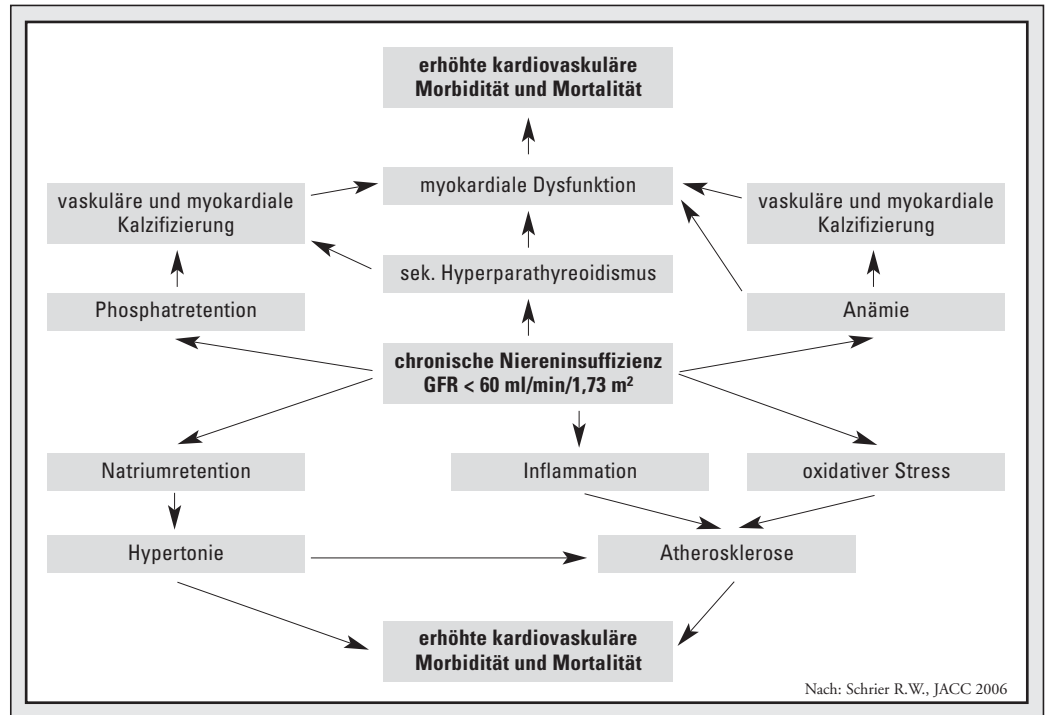 erhöhte kardiovaskuläre
Morbidität und Mortalität
vaskuläre und myokardiale
Kalzifizierung
myokardiale Dysfunktion
vaskuläre und myokardiale
Kalzifizierung
sek. Hyperparathyreoidismus
Phosphatretention
Anämie
chronische Niereninsuffizienz
GFR < 60 ml/min/1,73 m²
Natriumretention
Inflammation
oxidativer Stress
Hypertonie
Atherosklerose
erhöhte kardiovaskuläre
Morbidität und Mortalität
Nach: Schrier R.W., JACC 2006